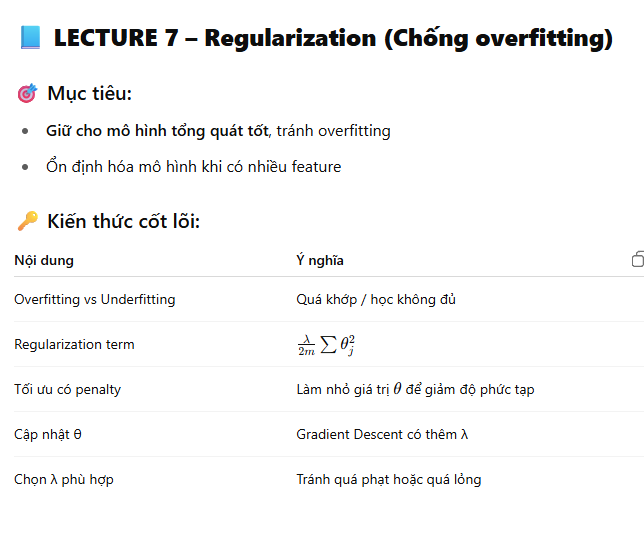 📘 LECTURE 7 – Regularization (Chống overfitting)
🎯 Mục tiêu:
• Giữ cho mô hình tổng quát tốt, tránh overfitting
• Ổn định hóa mô hình khi có nhiều feature
🔑 Kiến thức cốt lõi:
Nội dung Ý nghĩa
Overfitting vs Underfitting Quá khớp / học không đủ
Regularization term λ/2m ∑ θ_j^2
Tối ưu có penalty Làm nhỏ giá trị θ để giảm độ phức tạp
Cập nhật θ Gradient Descent có thêm λ
Chọn λ phù hợp Tránh quá phạt hoặc quá lỏng